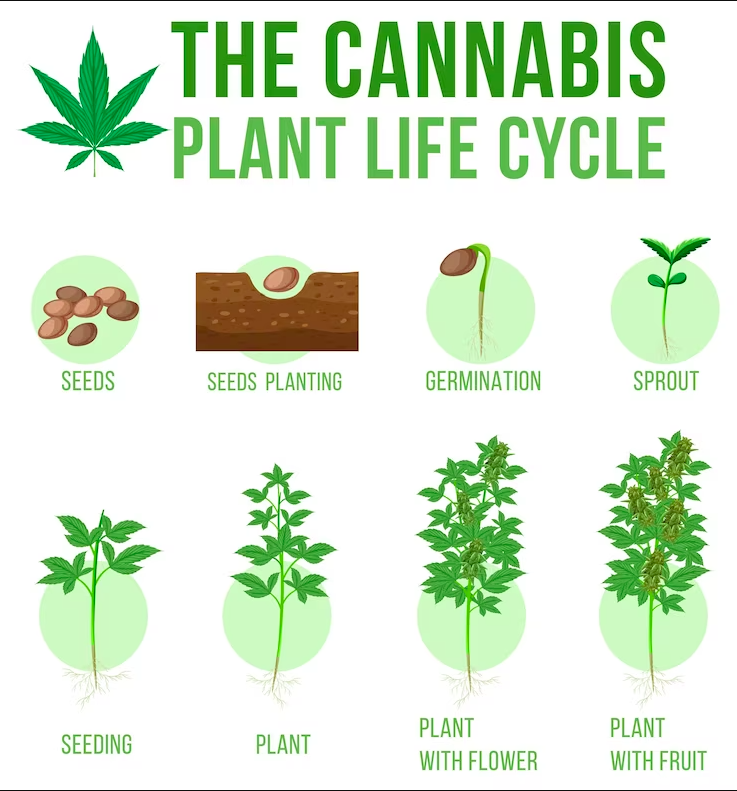 THE CANNABIS
PLANT LIFE CYCLE
SEEDS
SEEDS PLANTING
GERMINATION
SPROUT
SEEDING
PLANT
PLANT
WITH FLOWER
PLANT
WITH FRUIT